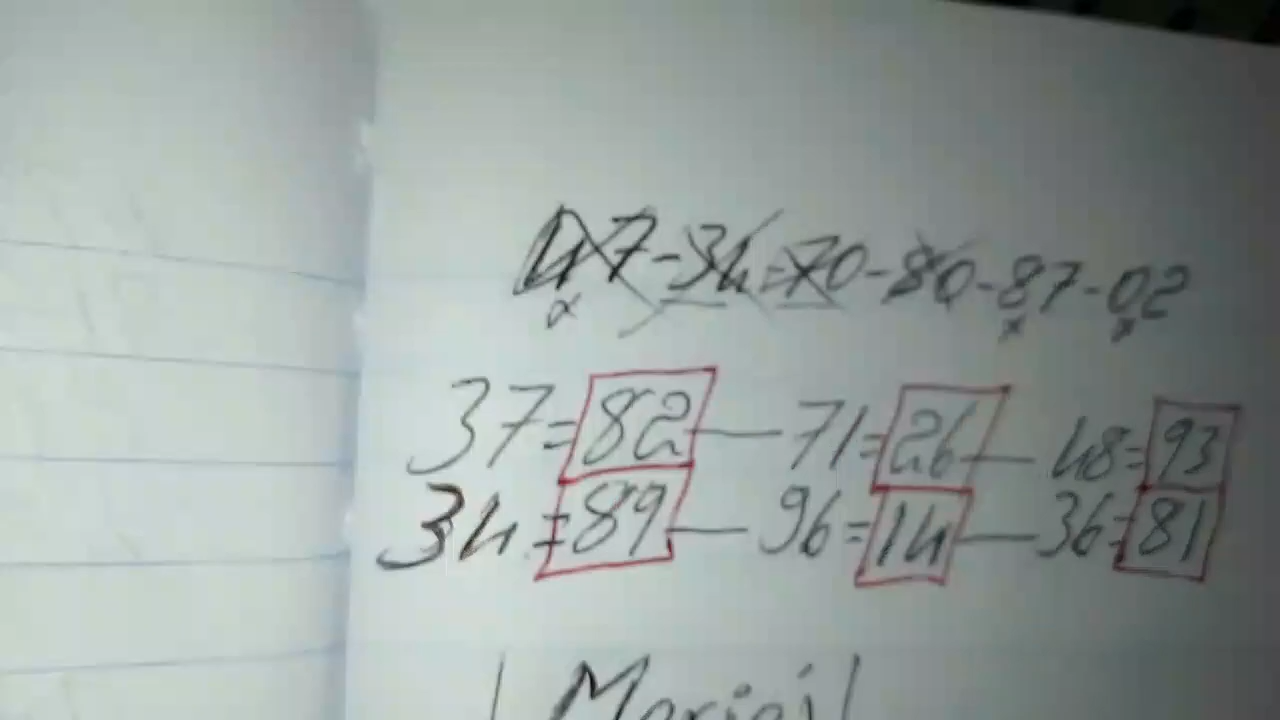 47-34=70-80-87-02
x x x
37=82—71=26—48=93
34=89—96=14—36=81